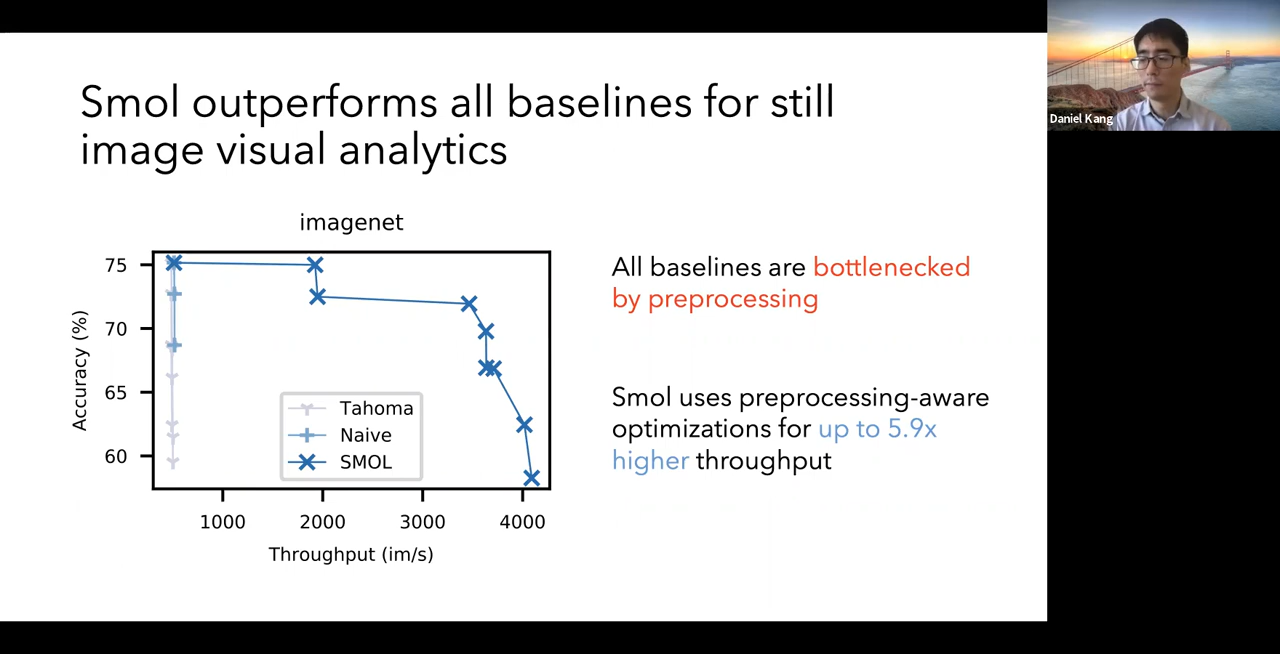 Smol outperforms all baselines for still
image visual analytics
imagenet
Accuracy (%)
75
70
65
60
Tahoma
Naive
SMOL
1000 2000 3000 4000
Throughput (im/s)
All baselines are bottlenecked
by preprocessing
Smol uses preprocessing-aware
optimizations for up to 5.9x
higher throughput
Daniel Kang